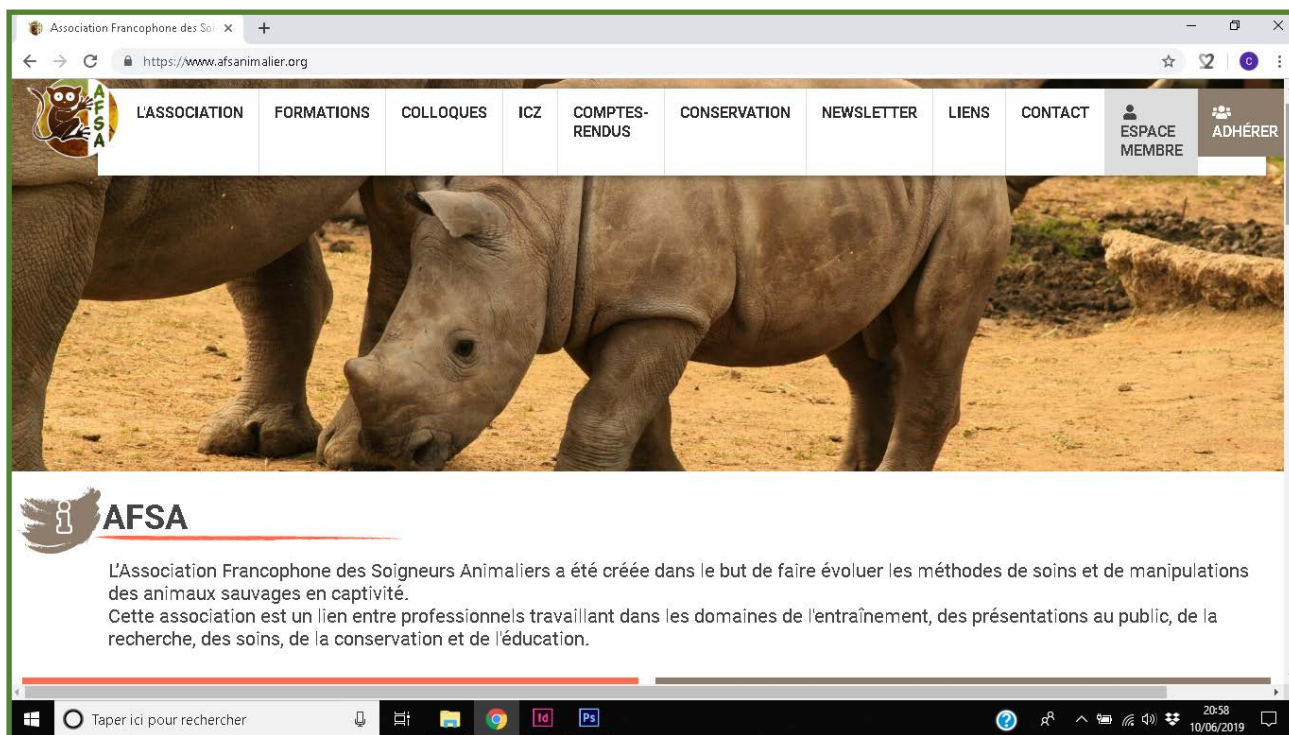 Association Francophone des Soi
https://www.afsanimalier.org
AFSA
L'ASSOCIATION FORMATIONS COLLOQUES ICZ COMPTES-RENDUS CONSERVATION NEWSLETTER LIENS CONTACT ESPACE MEMBRE ADHÉRER
AFSA
L'Association Francophone des Soigneurs Animaliers a été créée dans le but de faire évoluer les méthodes de soins et de manipulations
des animaux sauvages en captivité.
Cette association est un lien entre professionnels travaillant dans les domaines de l'entraînement, des présentations au public, de la
recherche, des soins, de la conservation et de l'éducation.
Taper ici pour rechercher
Id
Ps
20:58
10/06/2019